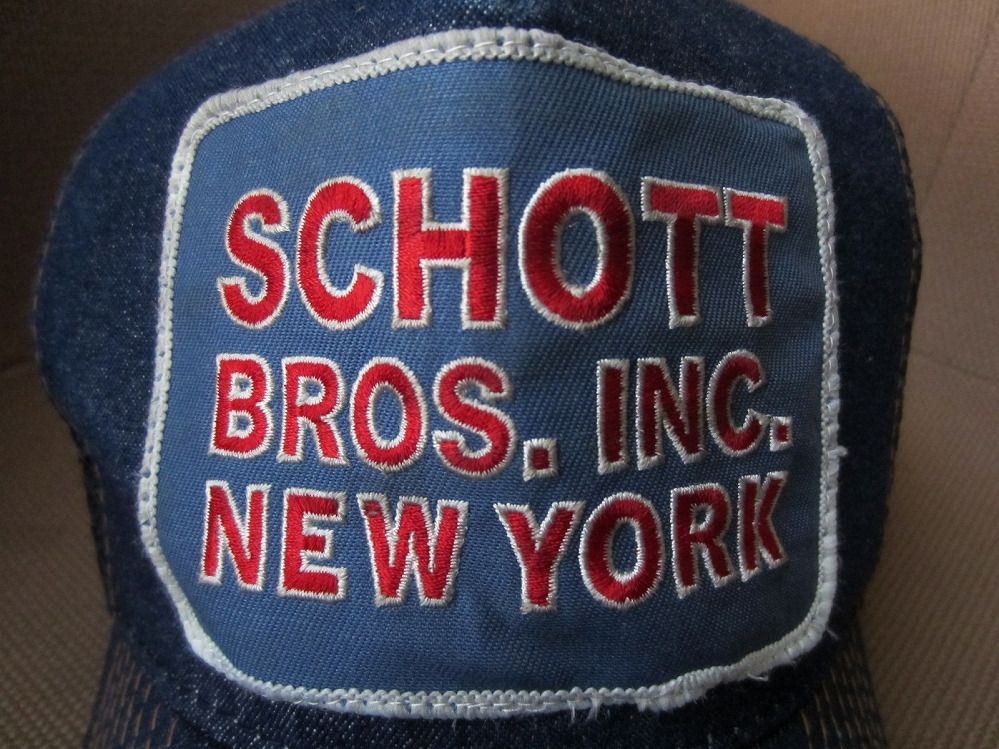 SCHOTT
BROS. INC.
NEW YORK